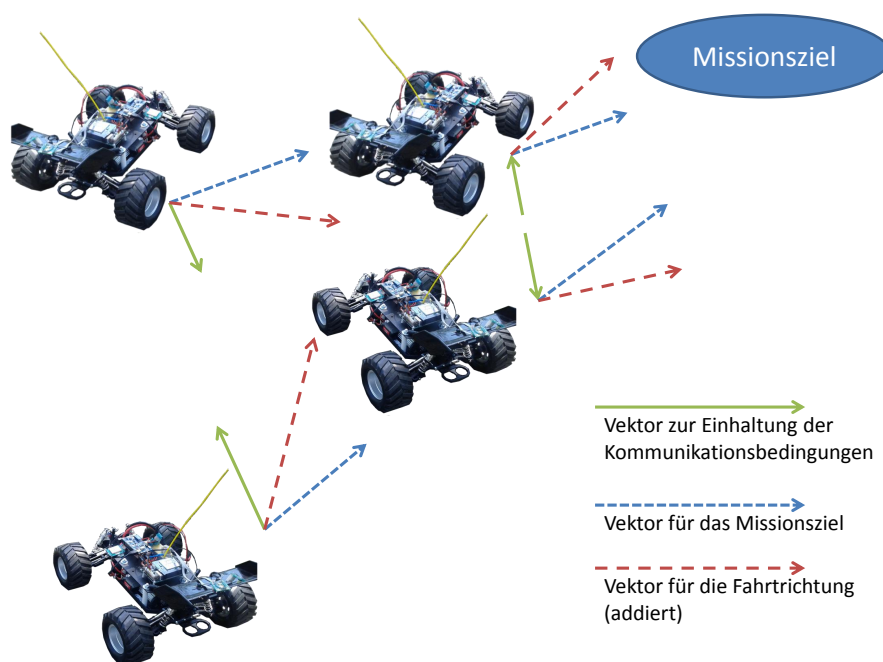 Missionsziel
Vektor zur Einhaltung der
Kommunikationsbedingungen
Vektor für das Missionsziel
Vektor für die Fahrtrichtung
(addiert)